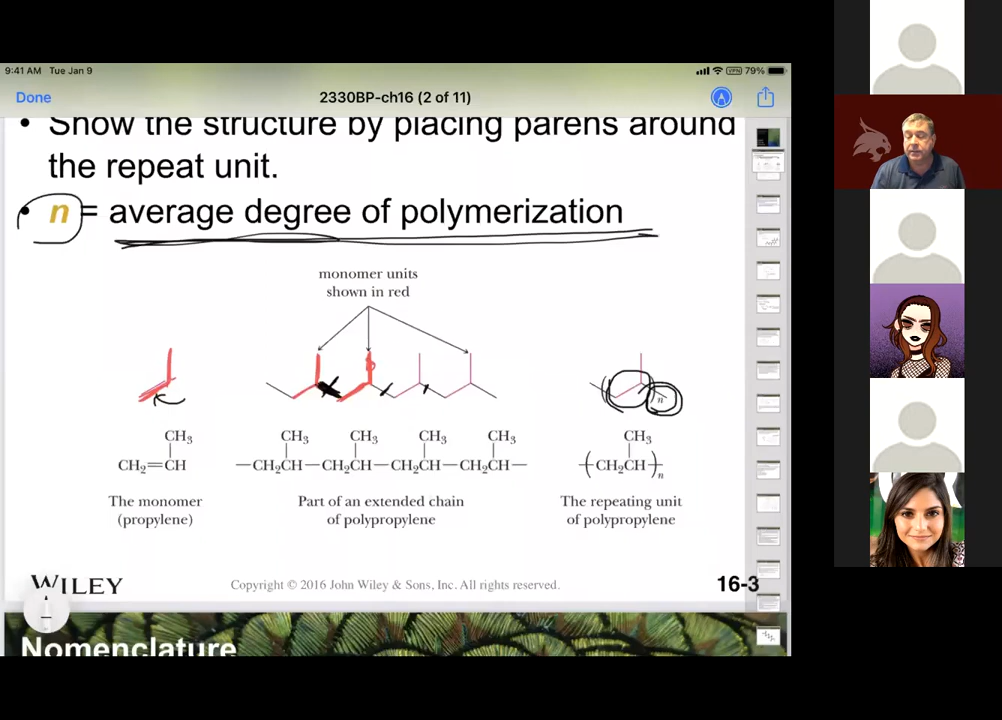 9:41 AM Tue Jan 9
VPN 79%
Done
2330BP-ch16 (2 of 11)
• Show the structure by placing parens around
the repeat unit.
• n = average degree of polymerization
monomer units
shown in red
n
CH3
CH2=CH
The monomer
(propylene)
CH3 CH3 CH3 CH3
—CH2CH—CH2CH—CH2CH—CH2CH—
Part of an extended chain
of polypropylene
CH3
(CH2CH)n
The repeating unit
of polypropylene
WILEY
Copyright © 2016 John Wiley & Sons, Inc. All rights reserved.
16-3
Nomenclature